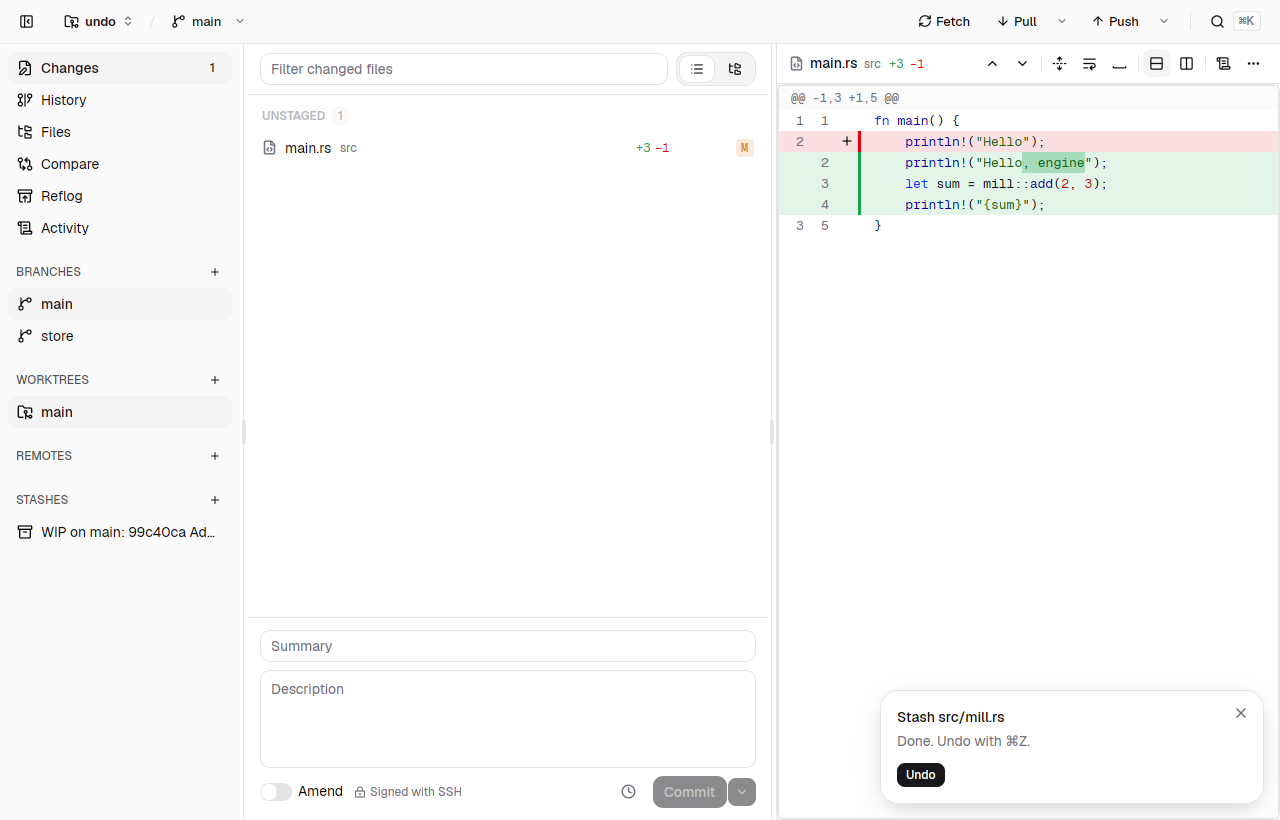 undo / main Fetch Pull Push ⌘K
Changes 1
History
Files
Compare
Reflog
Activity
BRANCHES +
main
store
WORKTREES +
main
REMOTES +
STASHES +
WIP on main: 99c40ca Ad…
Filter changed files
UNSTAGED 1
main.rs src +3 −1 M
Summary
Description
Amend Signed with SSH Commit
main.rs src +3 −1
@@ -1,3 +1,5 @@
1 1 fn main() {
2 + println!("Hello");
2 println!("Hello, engine");
3 let sum = mill::add(2, 3);
4 println!("{sum}");
3 5 }
Stash src/mill.rs
Done. Undo with ⌘Z.
Undo